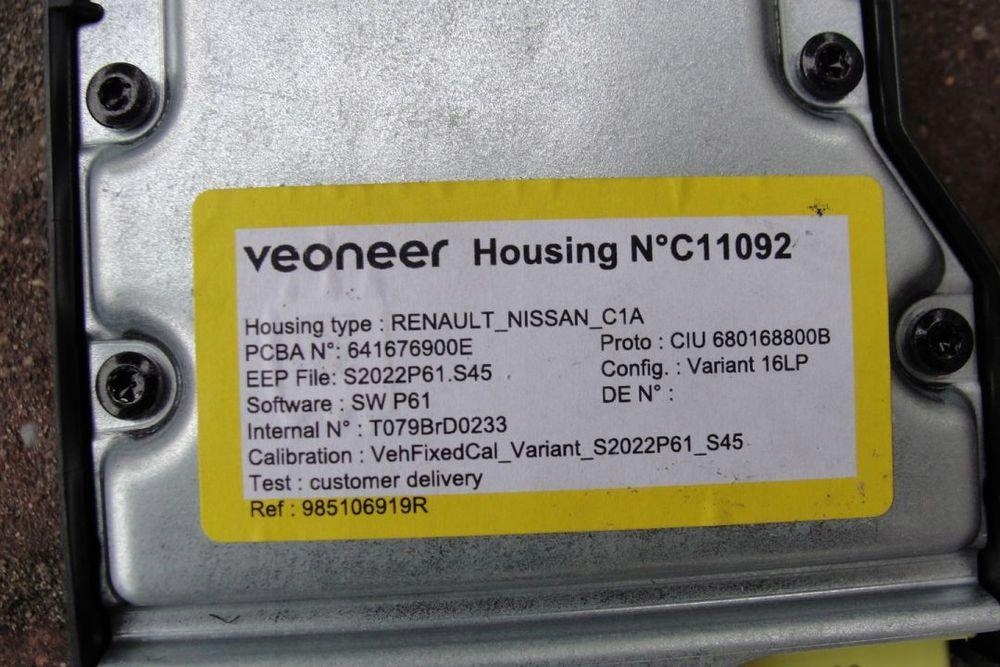 veoneer Housing N°C11092
Housing type : RENAULT_NISSAN_C1A
PCBA N°: 641676900E
Proto : CIU 680168800B
EEP File: S2022P61.S45
Config. : Variant 16LP
Software : SW P61
DE N° :
Internal N° : T079BrD0233
Calibration : VehFixedCal_Variant_S2022P61_S45
Test : customer delivery
Ref : 985106919R